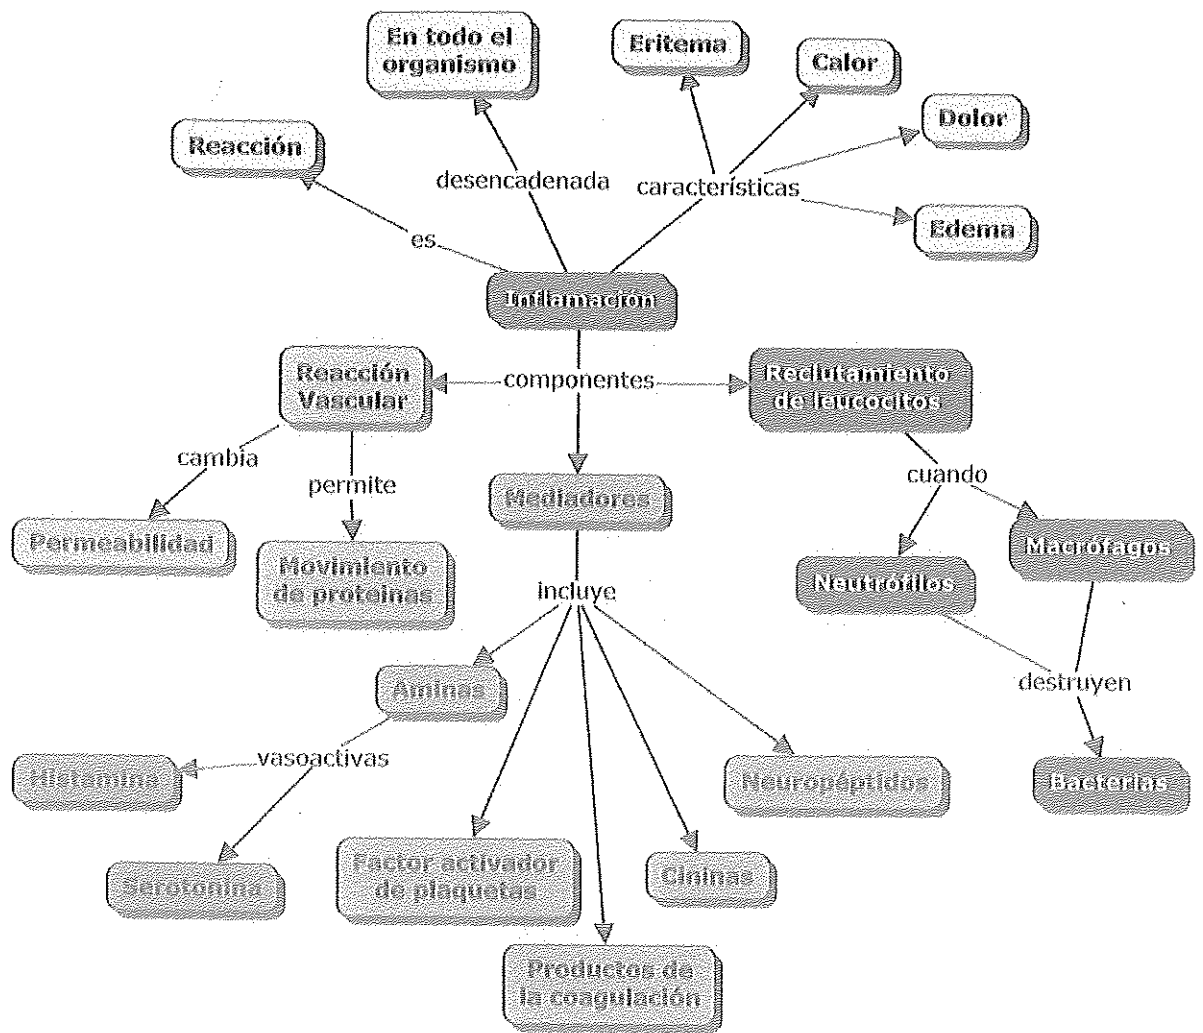 En todo el
organismo
Eritema
Calor
Dolor
Reacción
desencadenada
características
Edema
es
Inflamación
Reacción
Vascular
componentes
Reclutamiento
de leucocitos
cambia
permite
Mediadores
cuando
Permeabilidad
Movimiento
de proteinas
incluye
Neutrófilos
Macrófagos
Aminas
destruyen
Histamina
vasoactivas
Neuropéptidos
Bacterias
Serotonina
Factor activador
de plaquetas
Cininas
Productos de
la coagulación